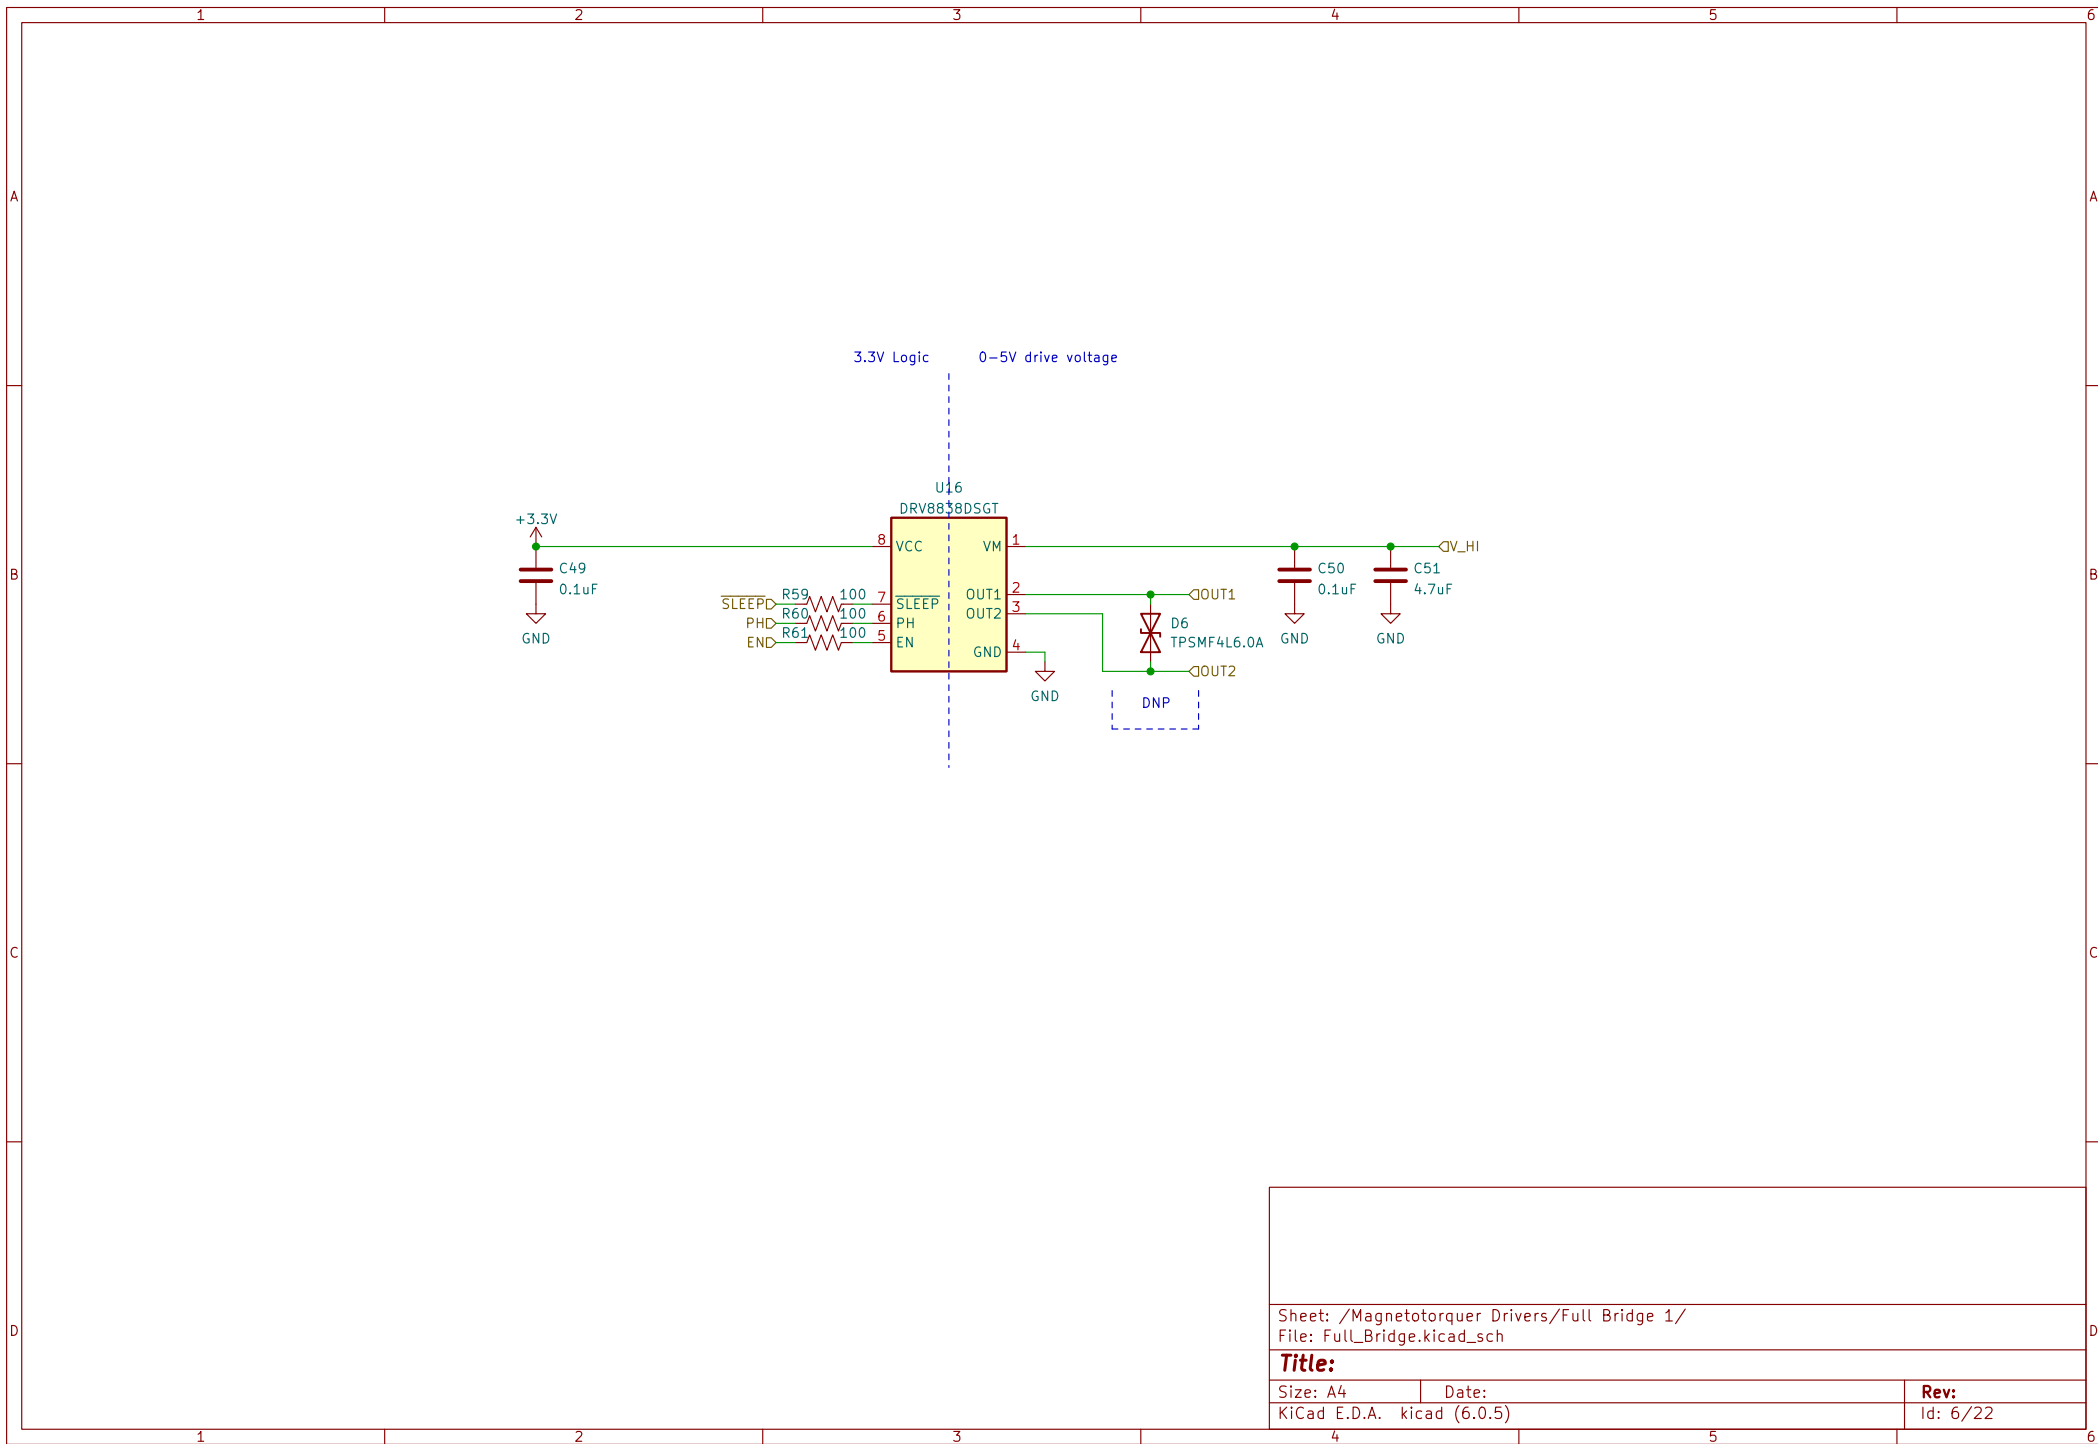 1 2 3 4 5 6
A A
3.3V Logic 0-5V drive voltage
U16
DRV8838DSGT
+3.3V
8 VCC VM 1 V_HI
B B
C49 C50 C51
0.1uF 0.1uF 4.7uF
SLEEP R59 100 7 SLEEP OUT1 2 OUT1
PH R60 100 6 PH OUT2 3 D6
EN R61 100 5 EN TPSMF4L6.0A
GND 4
GND GND GND
OUT2
GND
DNP
C C
Sheet: /Magnetotorquer Drivers/Full Bridge 1/
File: Full_Bridge.kicad_sch
D D
Title:
Size: A4 Date: Rev:
KiCad E.D.A. kicad (6.0.5) Id: 6/22
1 2 3 4 5 6